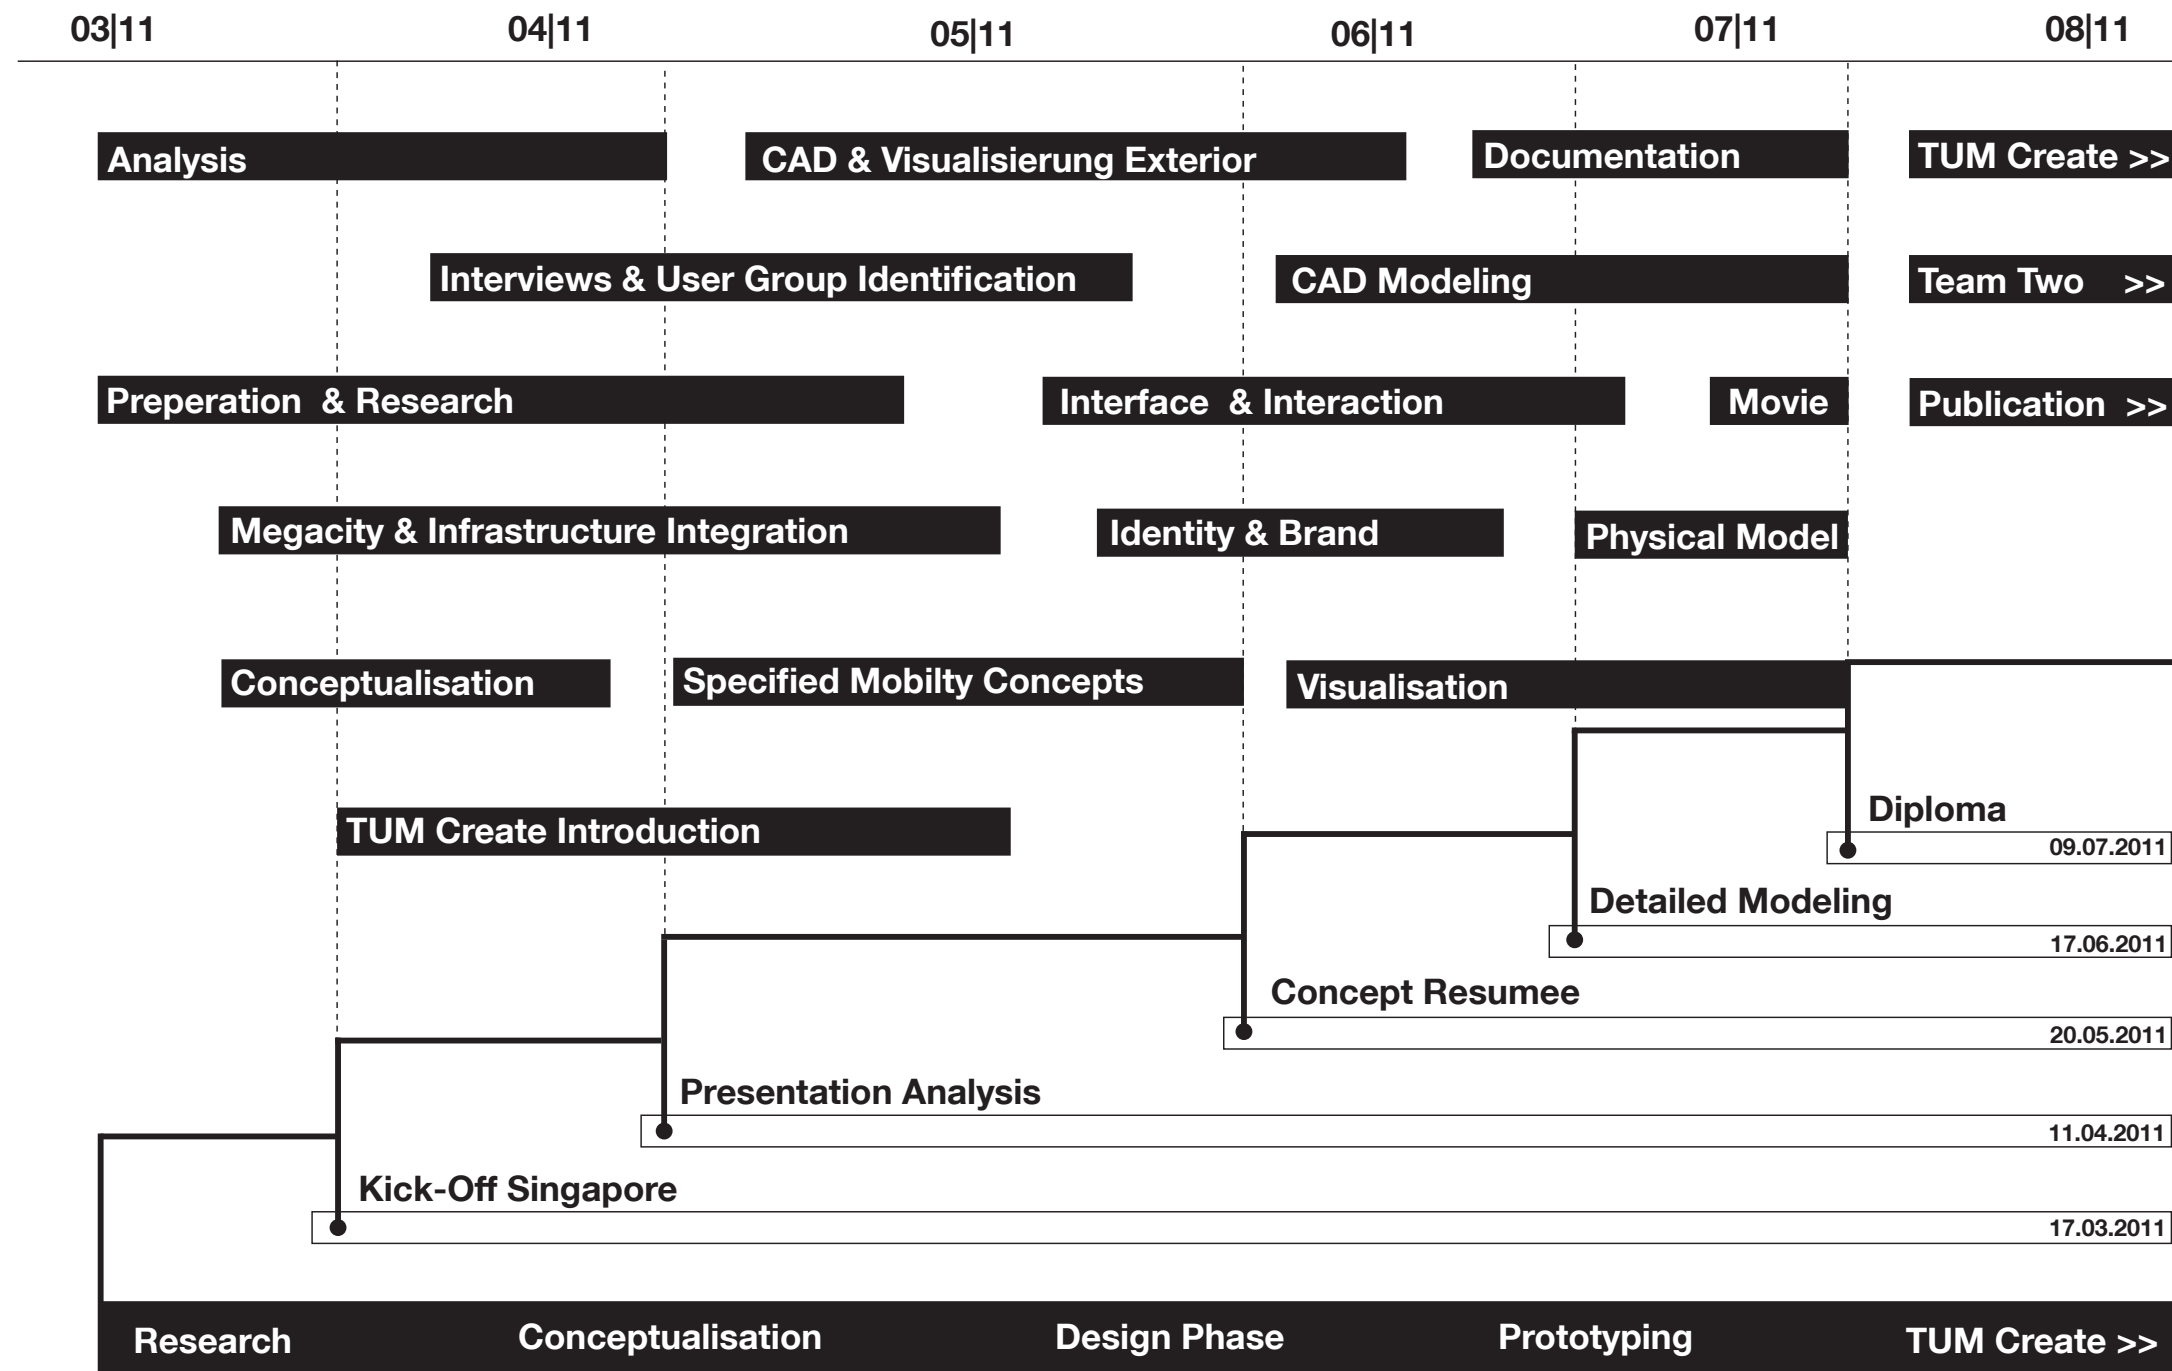 03|11 04|11 05|11 06|11 07|11 08|11
Analysis CAD & Visualisierung Exterior Documentation TUM Create >>
Interviews & User Group Identification CAD Modeling Team Two >>
Preperation & Research Interface & Interaction Movie Publication >>
Megacity & Infrastructure Integration Identity & Brand Physical Model
Conceptualisation Specified Mobilty Concepts Visualisation
TUM Create Introduction
Diploma
09.07.2011
Detailed Modeling
17.06.2011
Concept Resumee
20.05.2011
Presentation Analysis
11.04.2011
Kick-Off Singapore
17.03.2011
Research Conceptualisation Design Phase Prototyping TUM Create >>